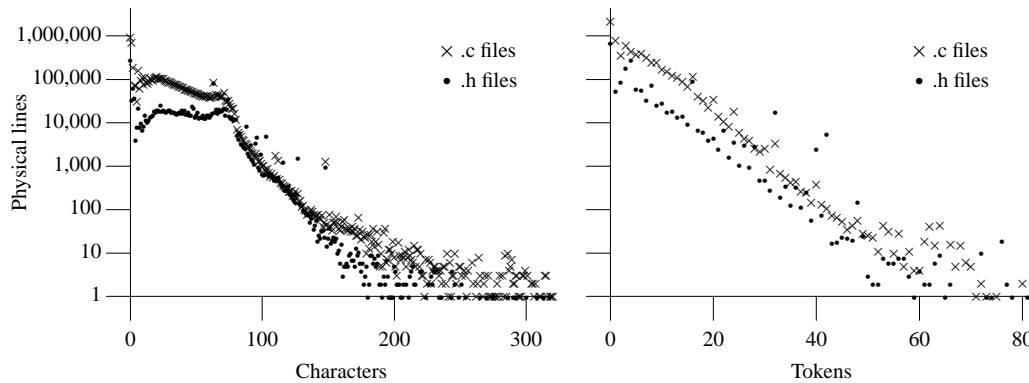 Physical lines
1,000,000
100,000
10,000
1,000
100
10
1
× .c files
• .h files
0 100 200 300
Characters
× .c files
• .h files
0 20 40 60 80
Tokens